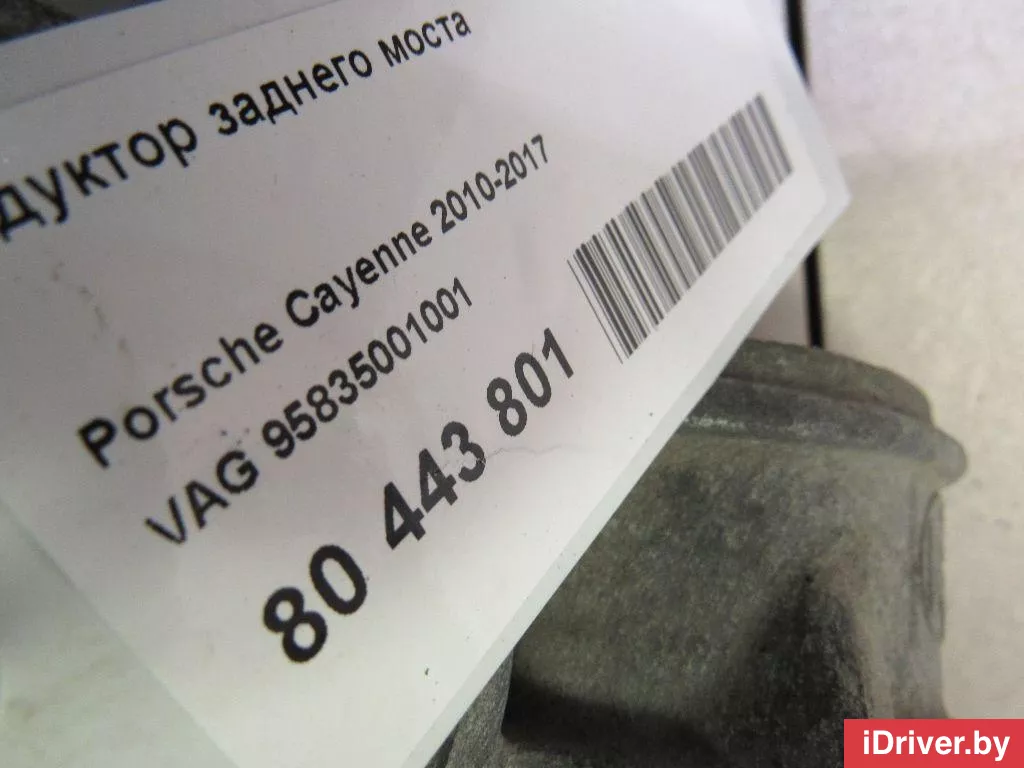 дуктор заднего моста
Porsche Cayenne 2010-2017
VAG 95835001001
80 443 801
iDriver.by